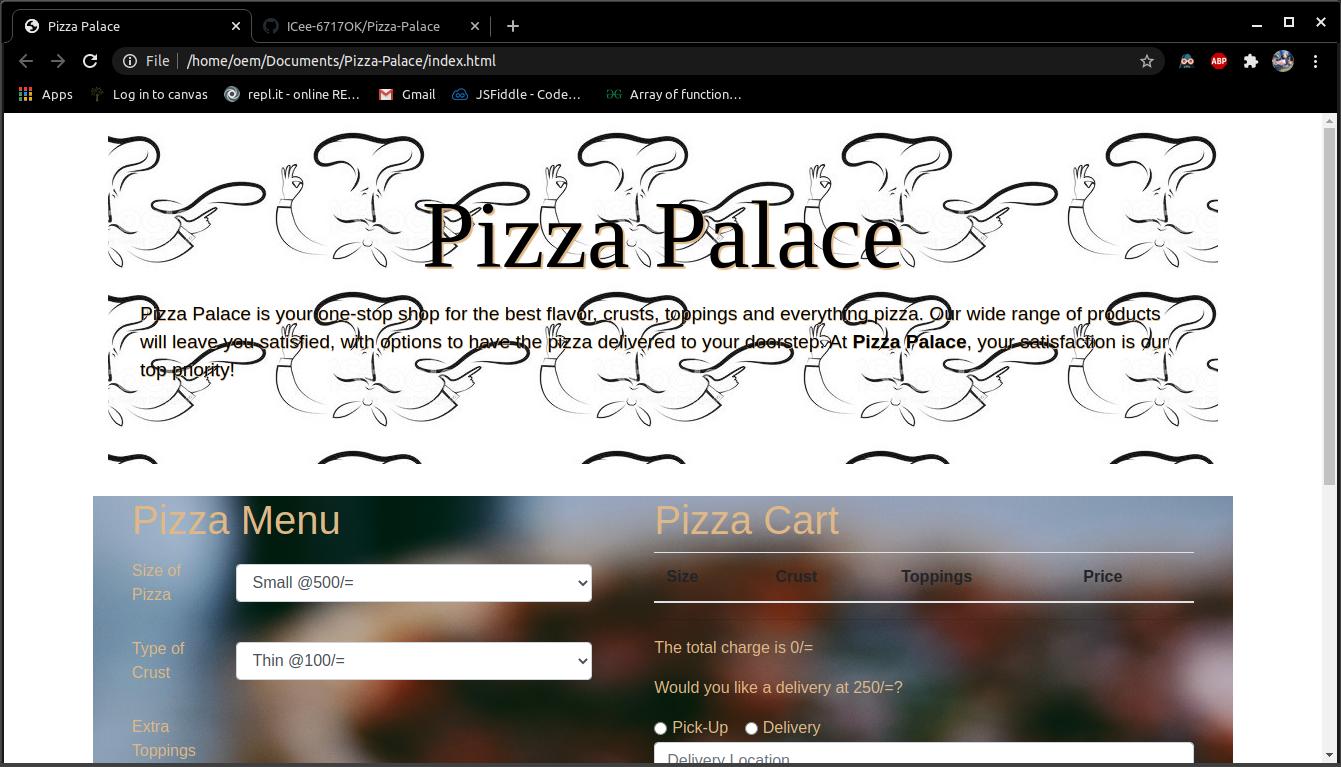 Pizza Palace
ICee-6717OK/Pizza-Palace
File
/home/oem/Documents/Pizza-Palace/index.html
ABP
Apps
Log in to canvas
repl.it - online RE...
Gmail
JSFiddle - Code...
Array of function...
Pizza Palace
Pizza Palace is your one-stop shop for the best flavor, crusts, toppings and everything pizza. Our wide range of products
will leave you satisfied, with options to have the pizza delivered to your doorstep. At Pizza Palace, your satisfaction is our
top priority!
Pizza Menu
Size of
Pizza
Small @500/=
Type of
Crust
Thin @100/=
Extra
Toppings
Pizza Cart
Size Crust Toppings Price
The total charge is 0/=
Would you like a delivery at 250/=?
Pick-Up Delivery
Delivery Location